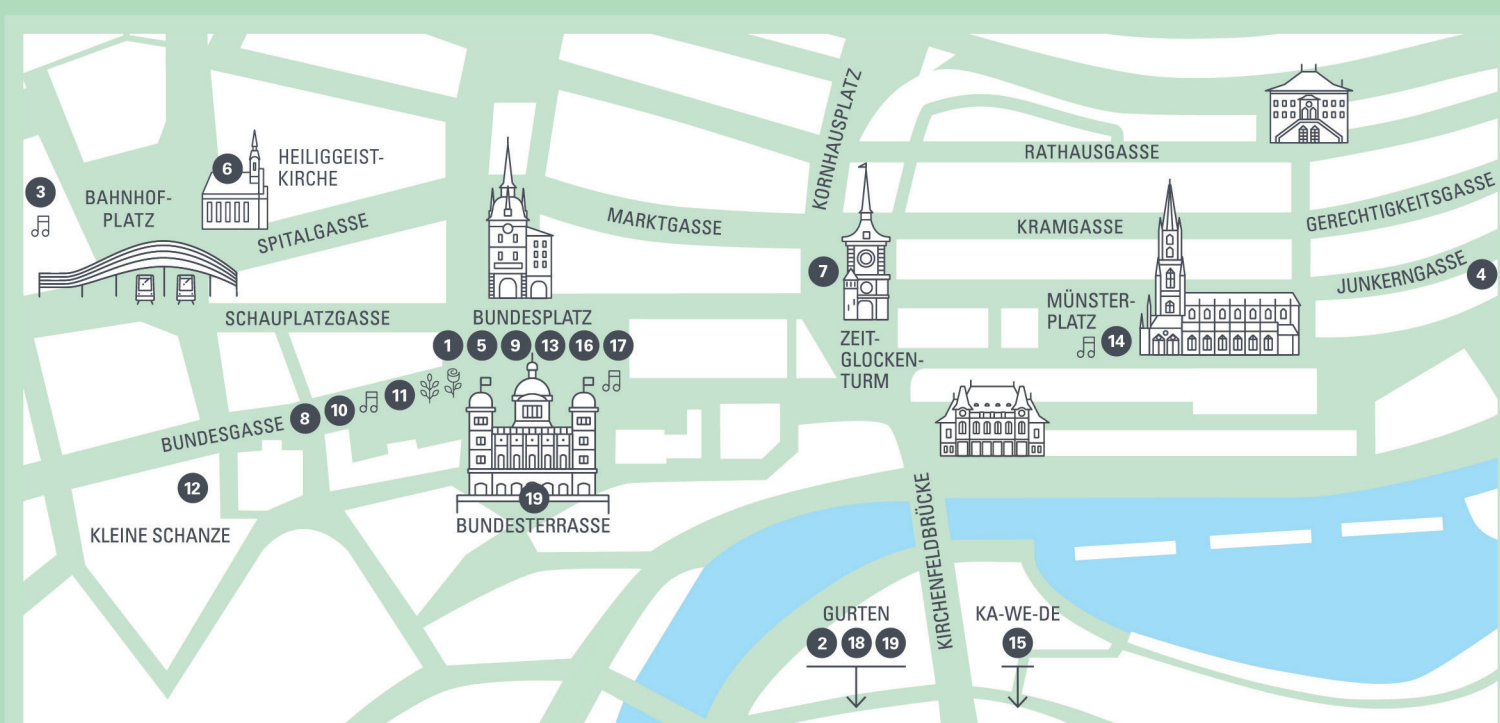 KORNHAUSPLATZ
RATHAUSGASSE
6
HEILIGGEIST-
KIRCHE
3
BAHNHOF-
PLATZ
SPITALGASSE
MARKTGASSE
KRAMGASSE
GERECHTIGKEITSGASSE
7
JUNKERNGASSE
4
SCHAUPLATZGASSE
BUNDESPLATZ
1 5 9 13 16 17
MÜNSTER-
PLATZ
14
ZEIT-
GLOCKEN-
TURM
BUNDESGASSE
8 10 11
12
KLEINE SCHANZE
19
BUNDESTERRASSE
KIRCHENFELDBRÜCKE
GURTEN
2 18 19
KA-WE-DE
15